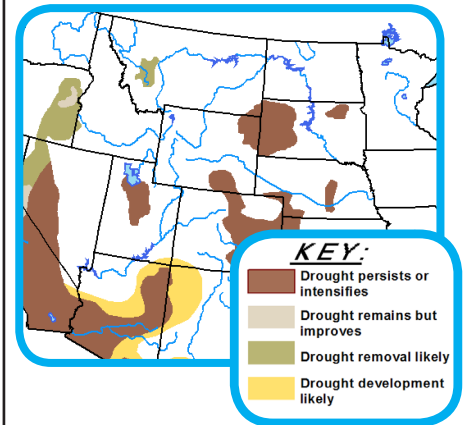 KEY:
Drought persists or
intensifies
Drought remains but
improves
Drought removal likely
Drought development
likely